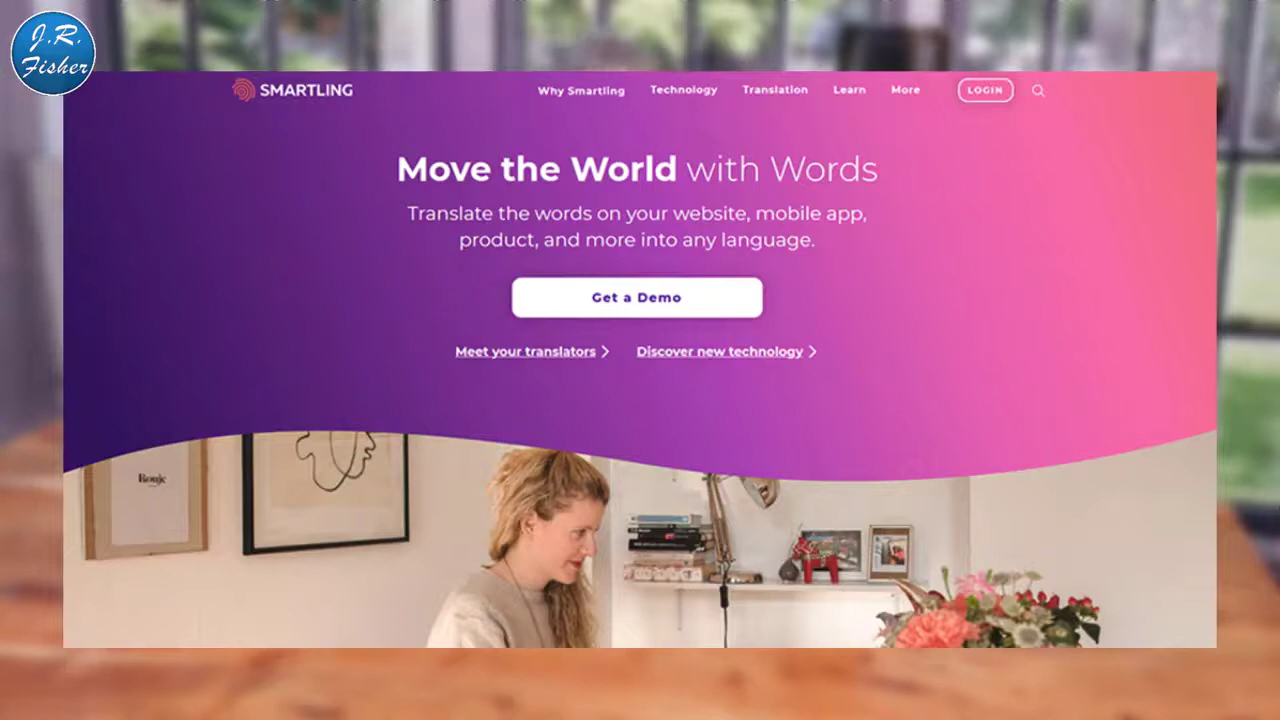 J.R.
Fisher
SMARTLING
Why Smartling
Technology
Translation
Learn
More
LOGIN
Move the World with Words
Translate the words on your website, mobile app,
product, and more into any language.
Get a Demo
Meet your translators
Discover new technology